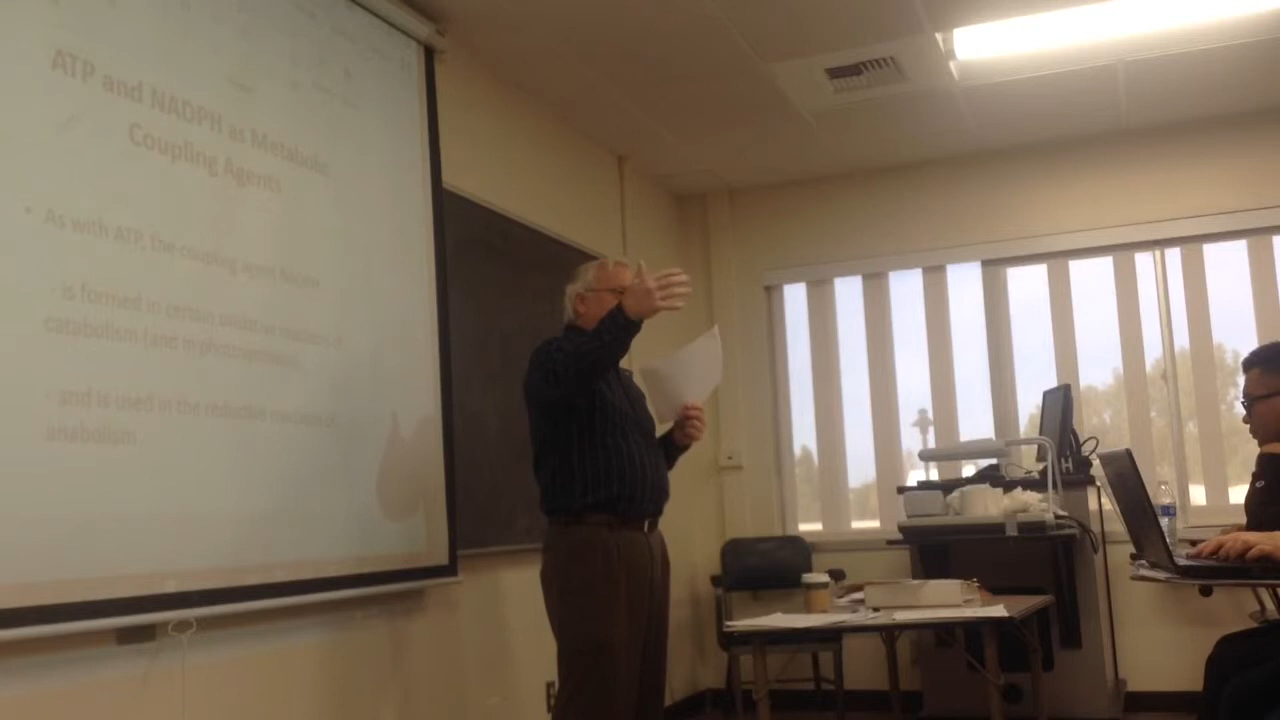 ATP and NADPH as Metabolic
Coupling Agents
• As with ATP, the coupling agent NADPH
- is formed in certain oxidative reactions of
catabolism (and in photosynthesis)
- and is used in the reductive reactions of
anabolism